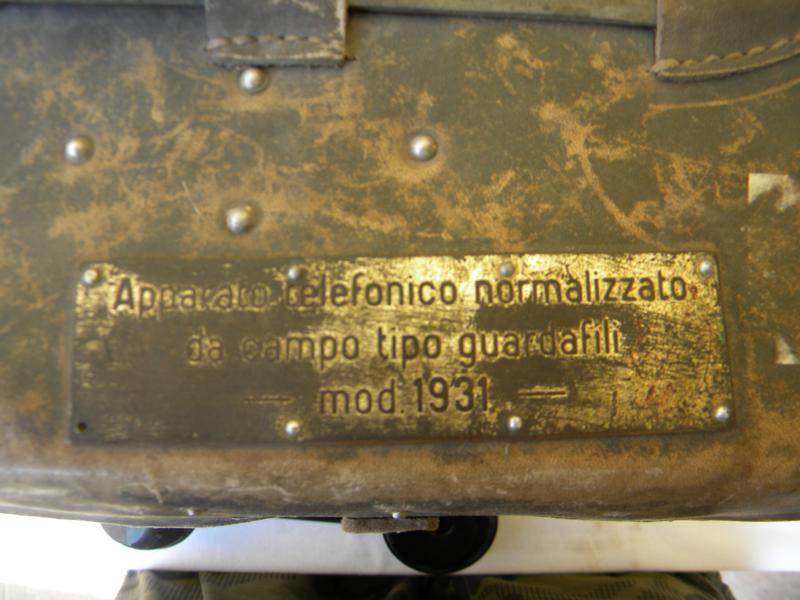 Apparato telefonico normalizzato
da campo tipo guardafili
— mod. 1931 —